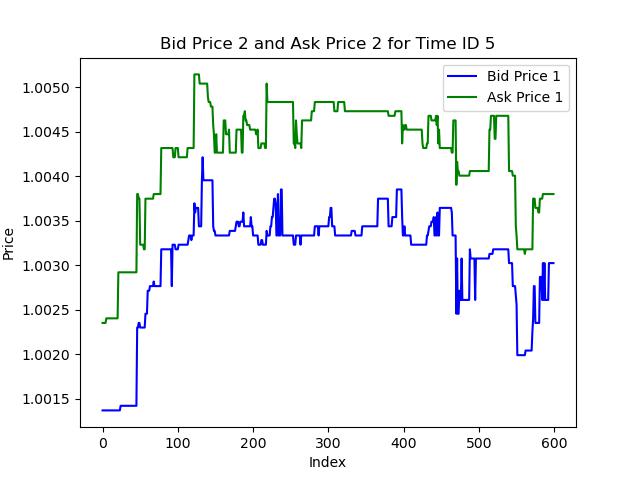 Bid Price 2 and Ask Price 2 for Time ID 5
Bid Price 1
Ask Price 1
1.0050
1.0045
1.0040
1.0035
1.0030
1.0025
1.0020
1.0015
Price
0 100 200 300 400 500 600
Index